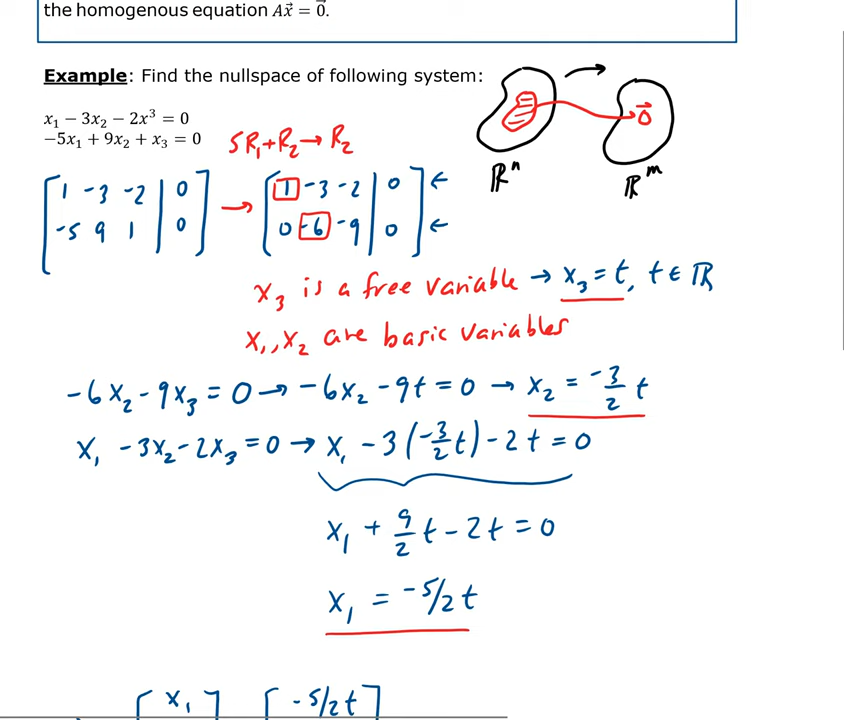 the homogenous equation Ax⃗ = 0⃗.
Example: Find the nullspace of following system:
x₁ − 3x₂ − 2x³ = 0
−5x₁ + 9x₂ + x₃ = 0
5R₁+R₂→R₂
0⃗
ℝⁿ
ℝᵐ
[1 -3 -2 | 0] → [1 -3 -2 | 0] ←
[-5 9 1 | 0] [0 -6 -9 | 0] ←
x₃ is a free variable → x₃ = t, t ∈ ℝ
x₁, x₂ are basic variables
-6x₂ - 9x₃ = 0 → -6x₂ - 9t = 0 → x₂ = -3/2 t
x₁ - 3x₂ - 2x₃ = 0 → x₁ - 3(-3/2 t) - 2t = 0
x₁ + 9/2 t - 2t = 0
x₁ = -5/2 t
[x₁] [-5/2 t]